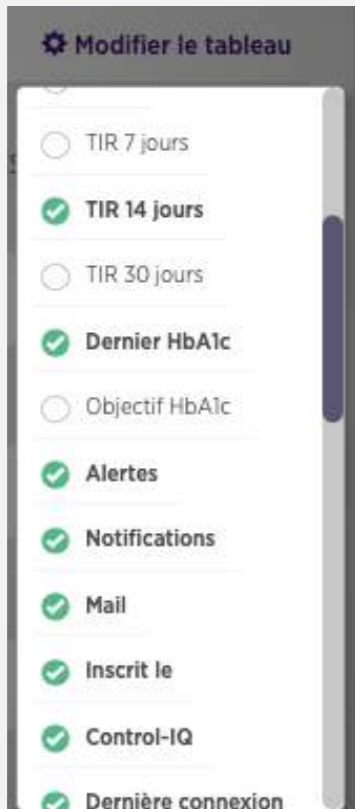 Modifier le tableau
TIR 7 jours
TIR 14 jours
TIR 30 jours
Dernier HbA1c
Objectif HbA1c
Alertes
Notifications
Mail
Inscrit le
Control-IQ
Dernière connexion